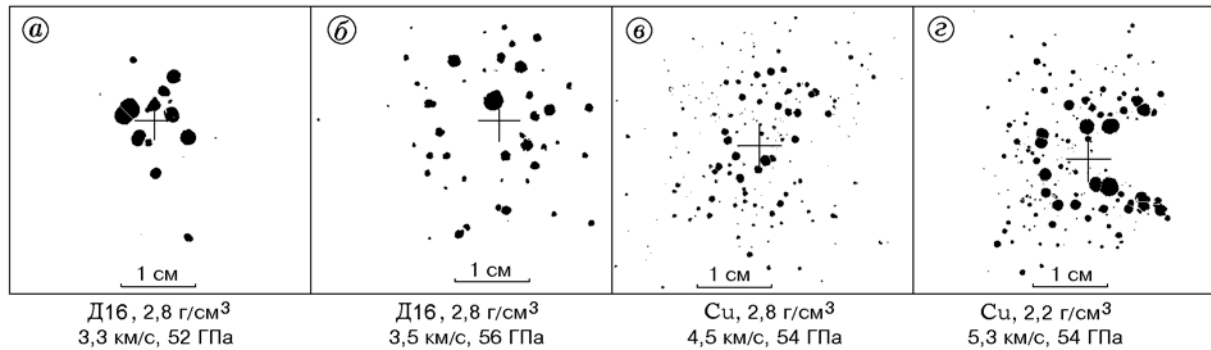 а б в г
1 см 1 см 1 см 1 см
Д16, 2,8 г/см³ Д16, 2,8 г/см³ Cu, 2,8 г/см³ Cu, 2,2 г/см³
3,3 км/с, 52 ГПа 3,5 км/с, 56 ГПа 4,5 км/с, 54 ГПа 5,3 км/с, 54 ГПа